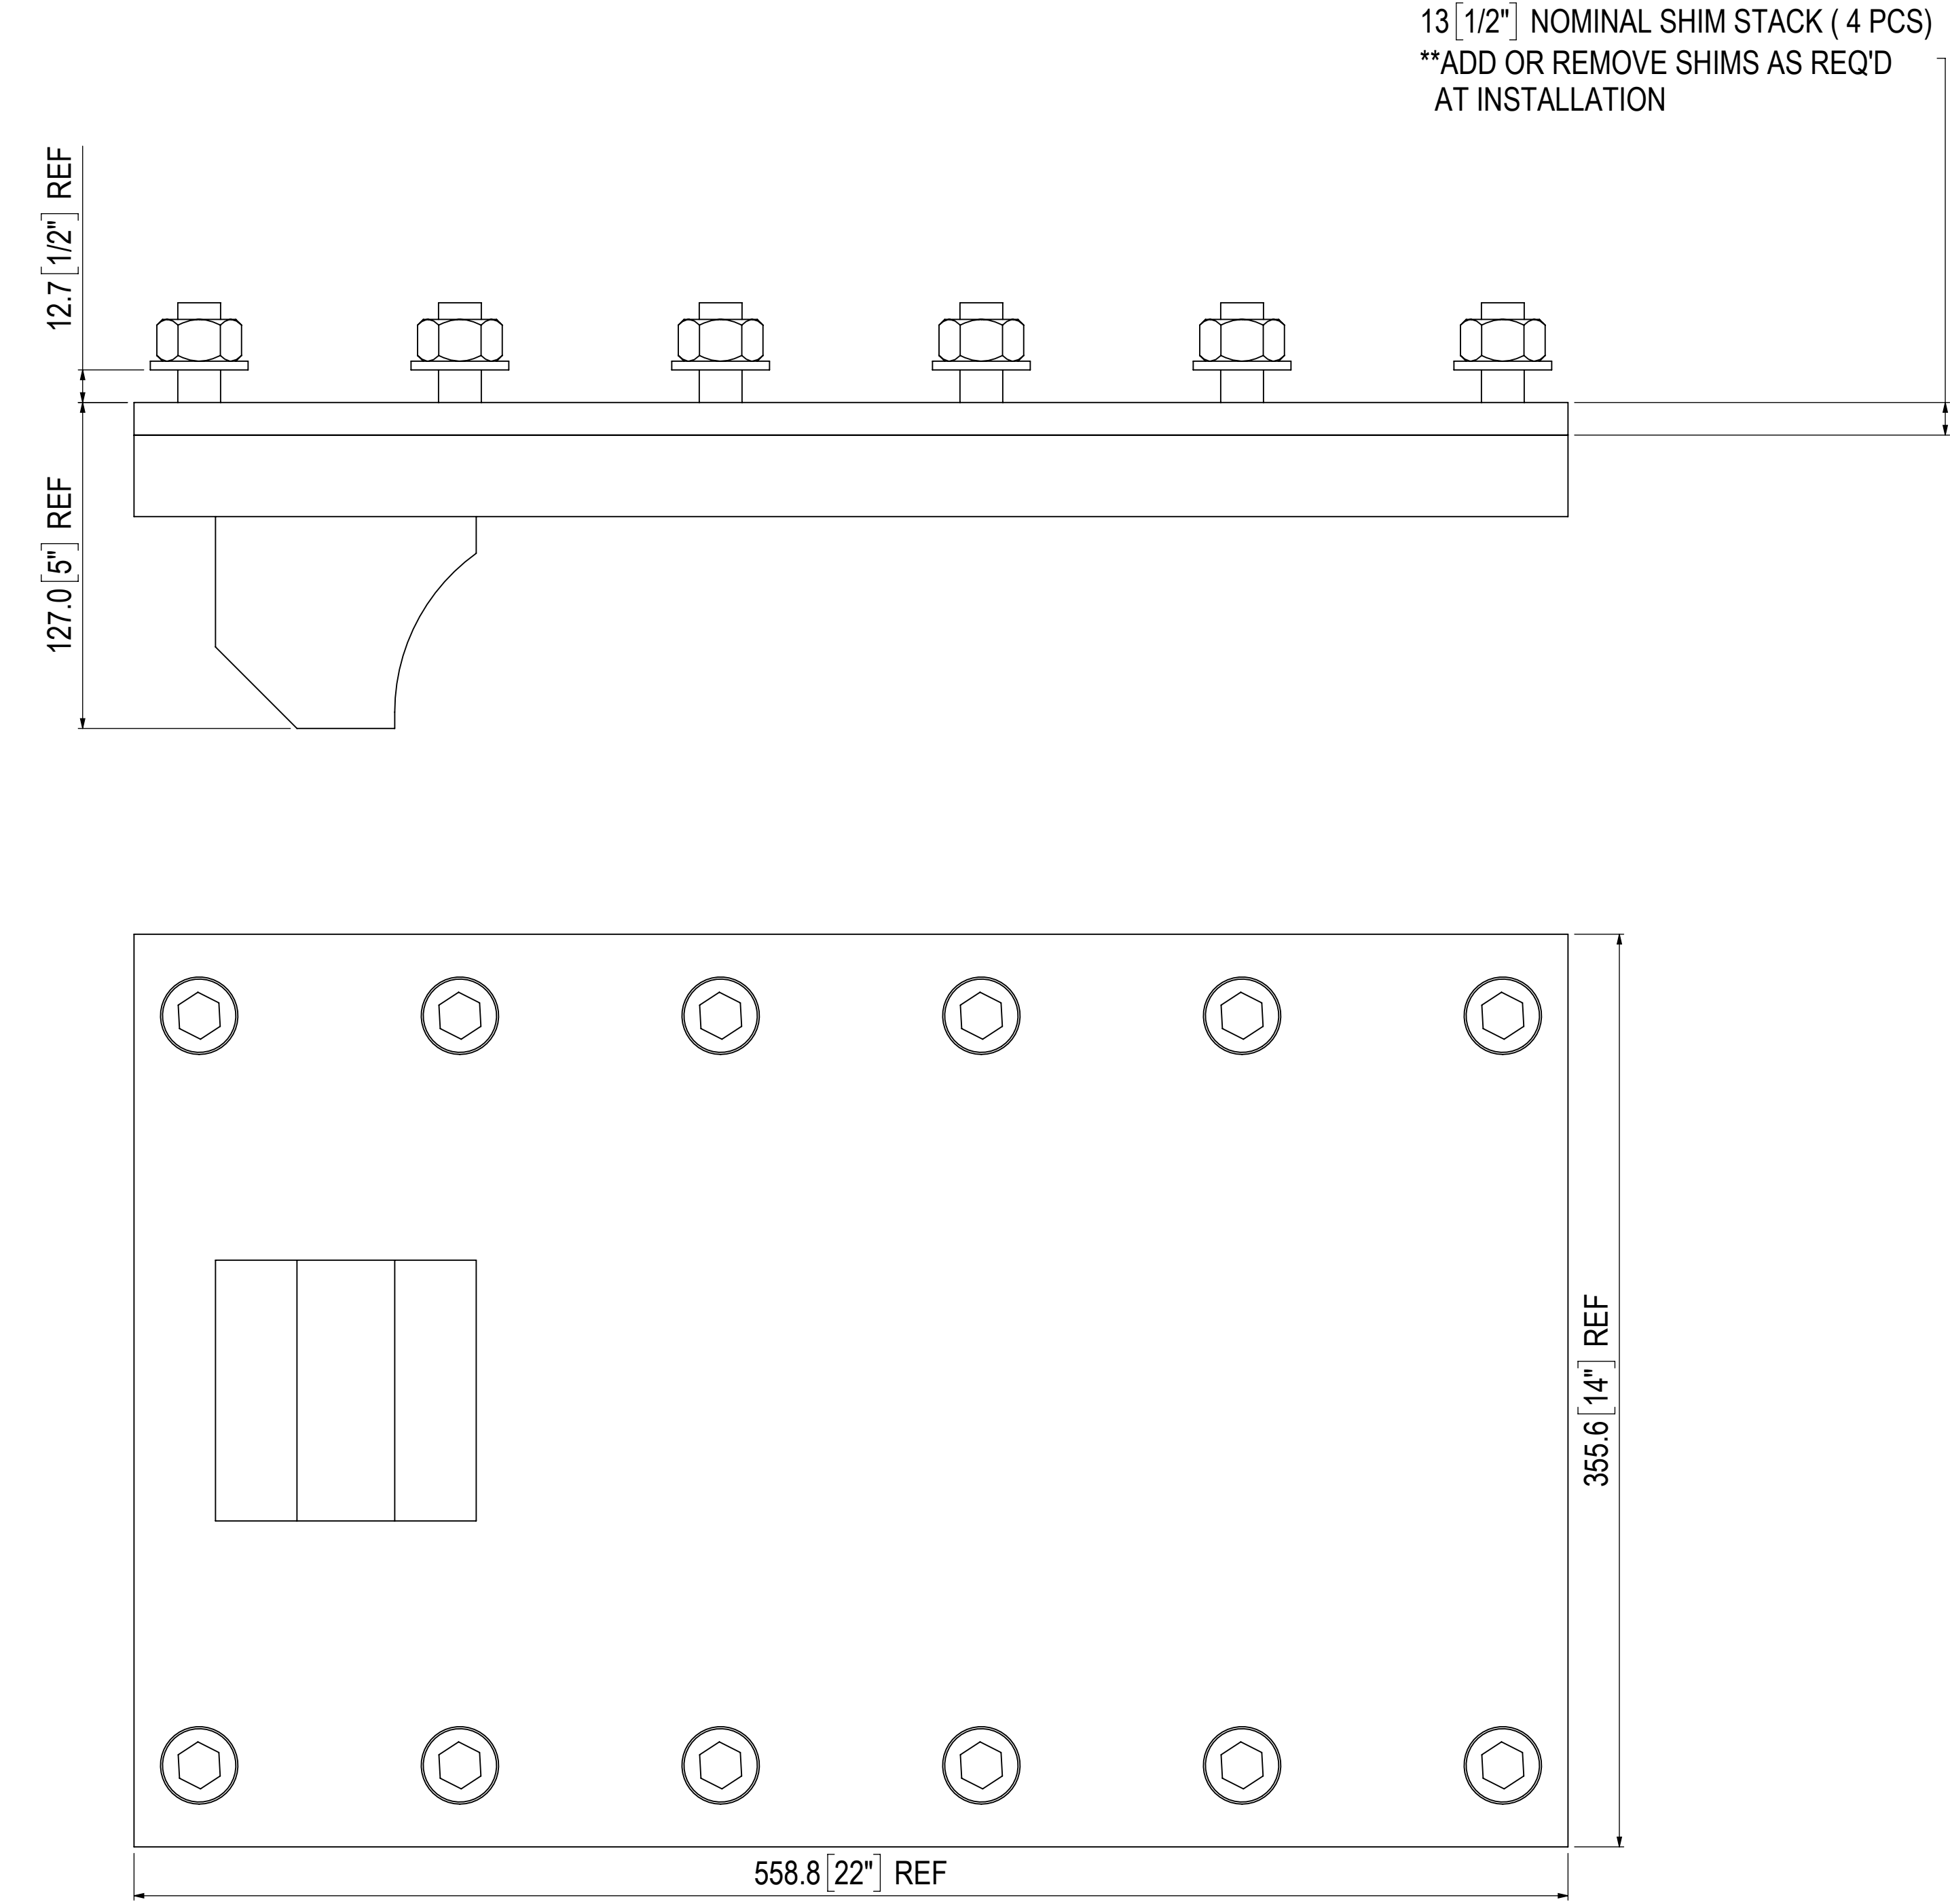 13[1/2"] NOMINAL SHIM STACK ( 4 PCS)
**ADD OR REMOVE SHIMS AS REQ'D
AT INSTALLATION
12.7[1/2"] REF
127.0[5"] REF
355.6[14"] REF
558.8[22"] REF